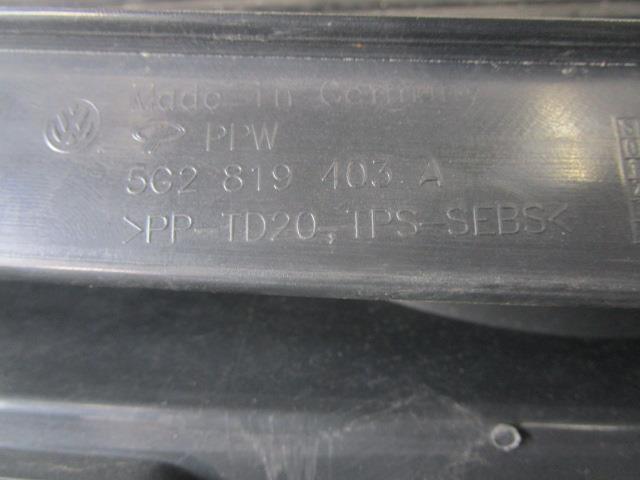 Made in Germany
PPW
5G2 819 403 A
>PP-TD20,TPS-SEBS<